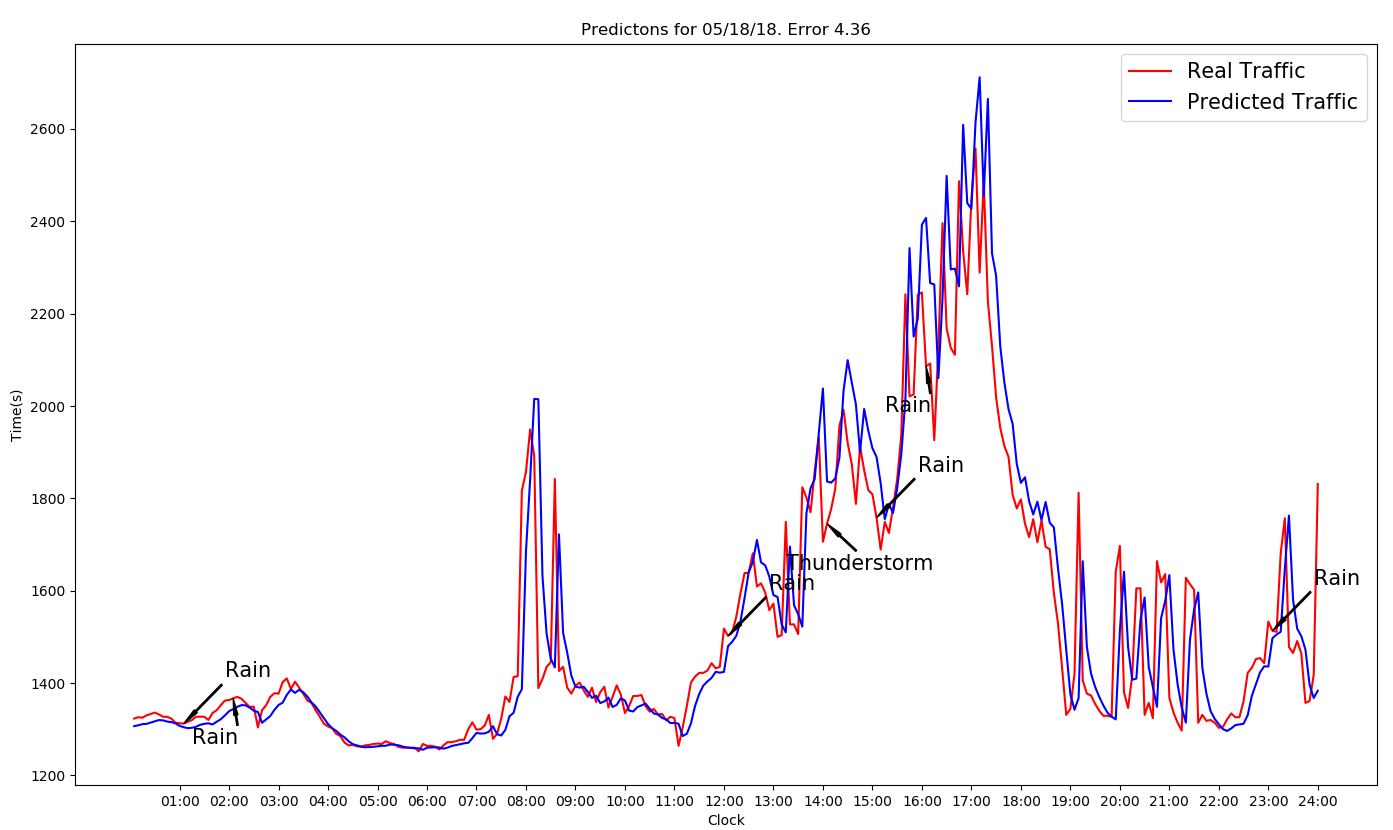 Predictons for 05/18/18. Error 4.36
Real Traffic
Predicted Traffic
2600
2400
2200
2000
1800
1600
1400
1200
Time(s)
Rain
Rain
Rain
Thunderstorm
Rain
Rain
Rain
Rain
01:00 02:00 03:00 04:00 05:00 06:00 07:00 08:00 09:00 10:00 11:00 12:00 13:00 14:00 15:00 16:00 17:00 18:00 19:00 20:00 21:00 22:00 23:00 24:00
Clock